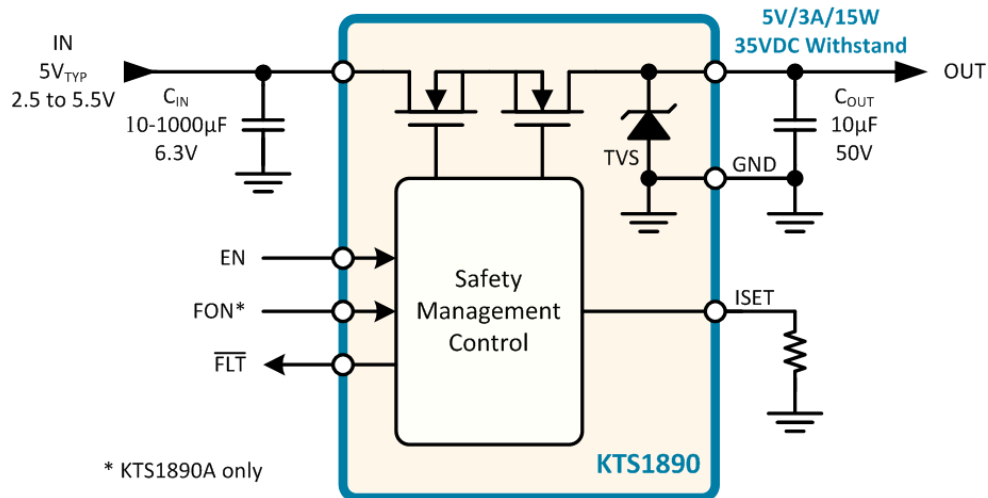 5V/3A/15W
35VDC Withstand
IN
5VTYP
2.5 to 5.5V
OUT
CIN
10-1000µF
6.3V
COUT
10µF
50V
TVS
GND
EN
FON*
FLT
Safety
Management
Control
ISET
* KTS1890A only
KTS1890